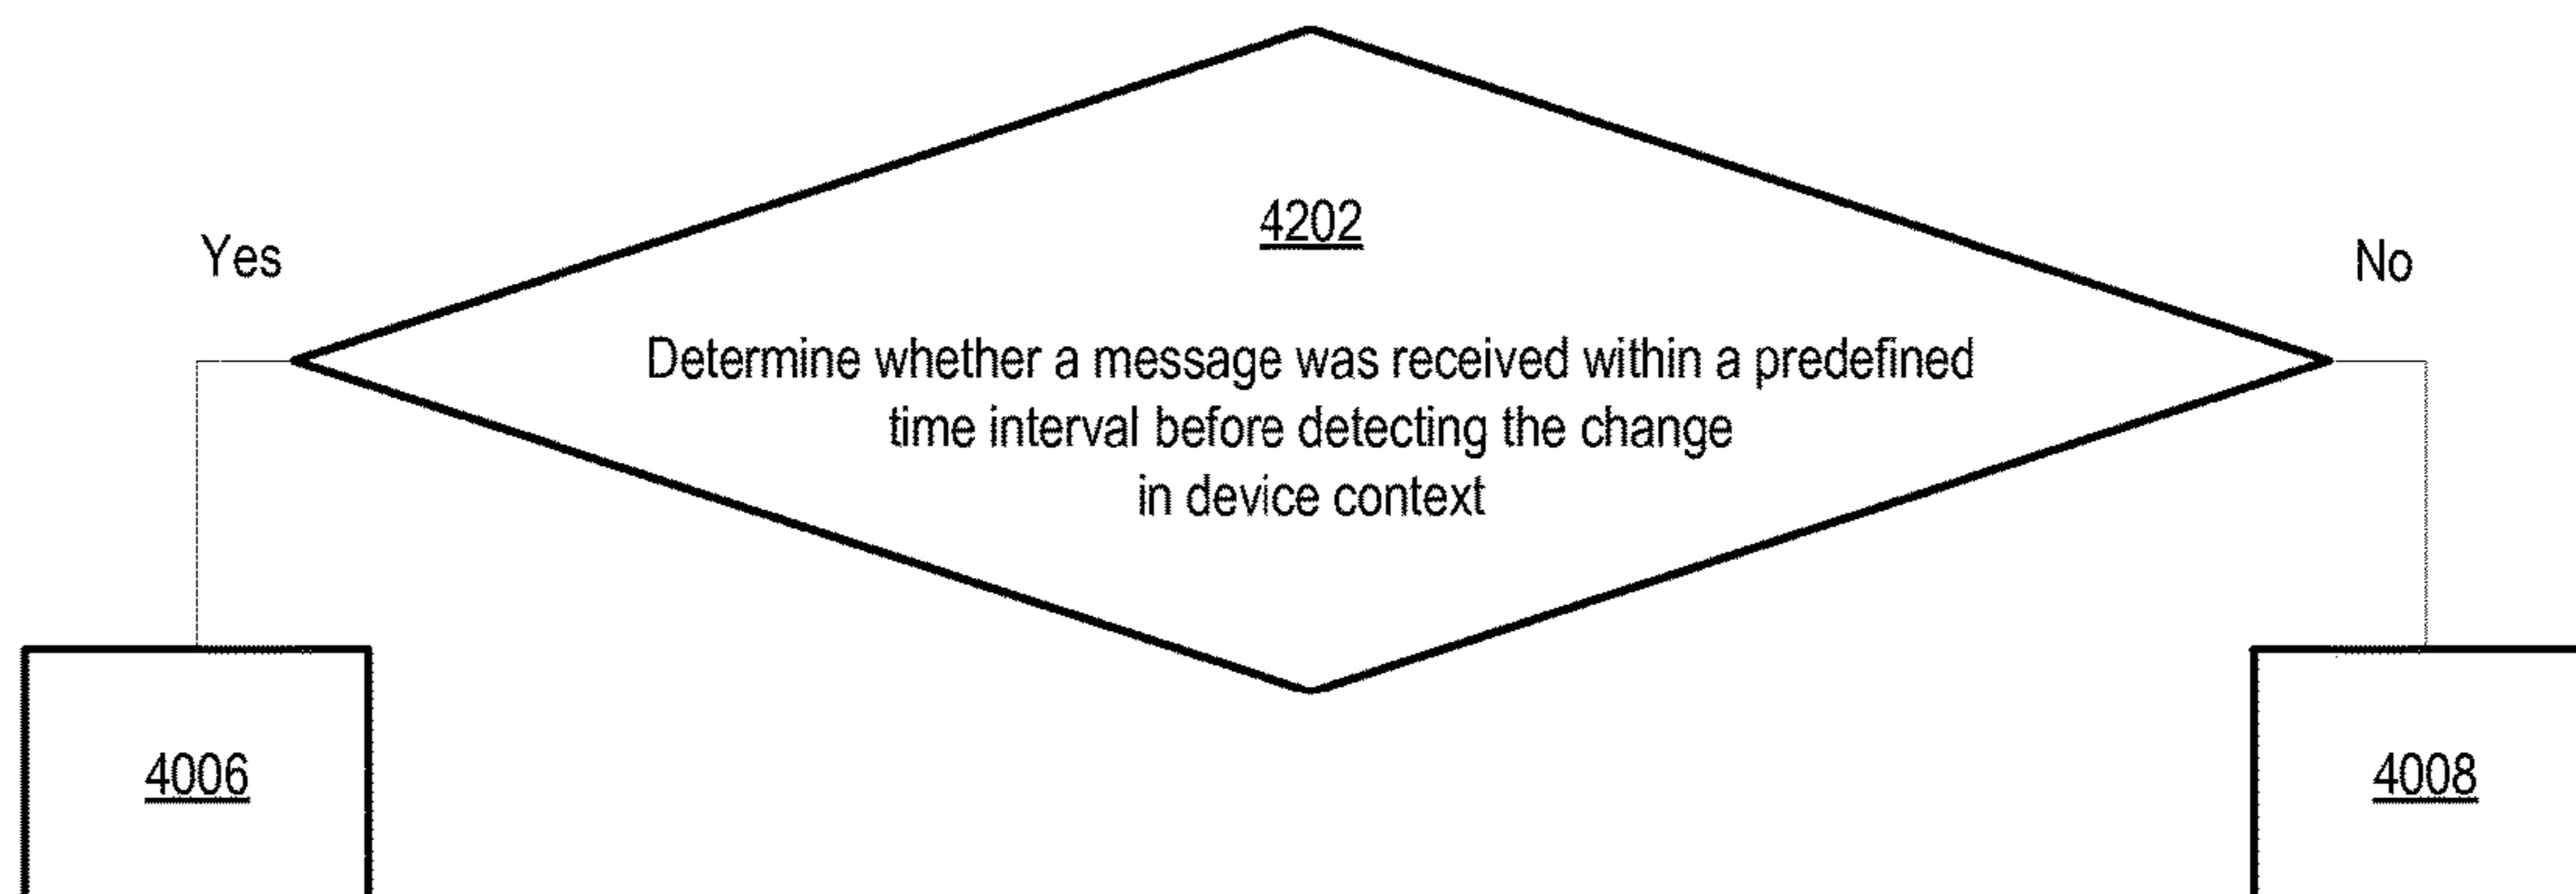 4202
Yes
No
Determine whether a message was received within a predefined
time interval before detecting the change
in device context
4006
4008